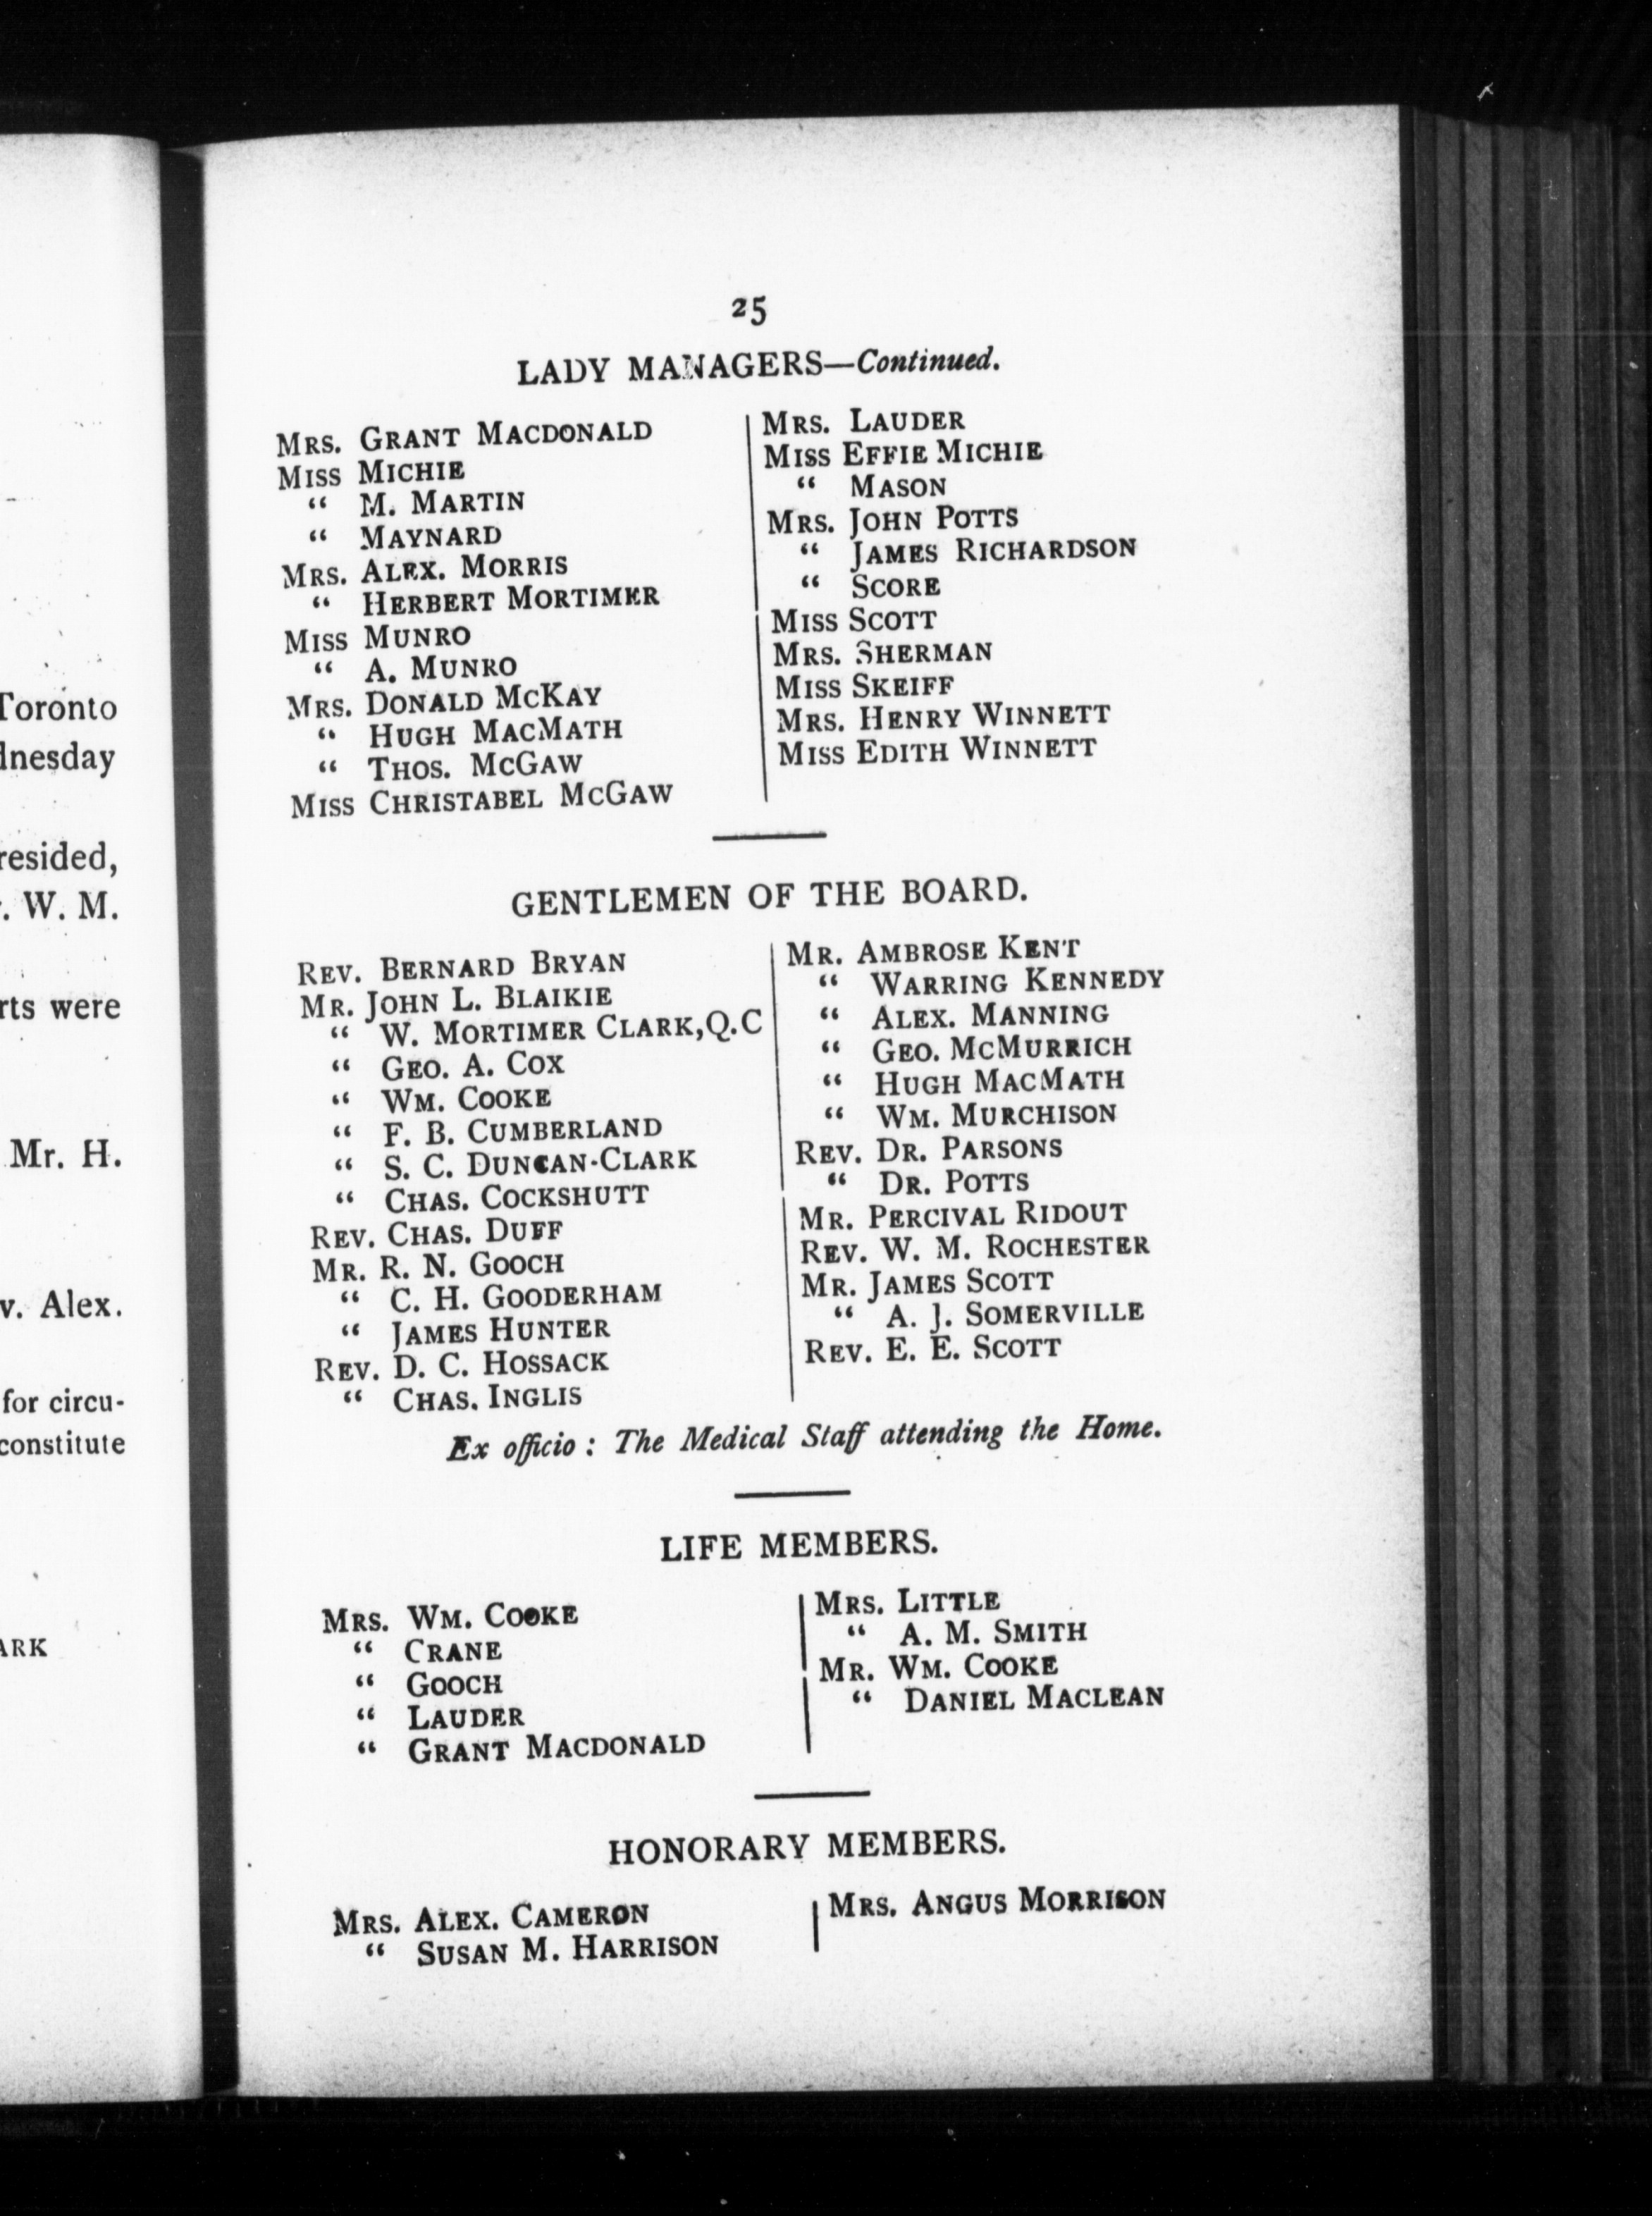 Toronto
resided,
W. M.
were
Mr. H.
Alex.
for circu-
constitute
25
LADY MANAGERS—Continued.
MRS. GRANT MACDONALD
MISS MICHIE
“ M. MARTIN
“ MAYNARD
MRS. ALEX. MORRIS
“ HERBERT MORTIMER
MISS MUNRO
“ A. MUNRO
MRS. DONALD MCKAY
“ HUGH MACMATH
“ THOS. MCGAW
MISS CHRISTABEL MCGAW
MRS. LAUDER
MISS EFFIE MICHIE
“ MASON
MRS. JOHN POTTS
“ JAMES RICHARDSON
“ SCORE
MISS SCOTT
MRS. SHERMAN
MISS SKEIFF
MRS. HENRY WINNETT
MISS EDITH WINNETT
GENTLEMEN OF THE BOARD.
REV. BERNARD BRYAN
MR. JOHN L. BLAIKIE
“ W. MORTIMER CLARK,Q.C
“ GEO. A. COX
“ WM. COOKE
“ F. B. CUMBERLAND
“ S. C. DUNCAN-CLARK
“ CHAS. COCKSHUTT
REV. CHAS. DUFF
MR. R. N. GOOCH
“ C. H. GOODERHAM
“ JAMES HUNTER
REV. D. C. HOSSACK
“ CHAS. INGLIS
MR. AMBROSE KENT
“ WARRING KENNEDY
“ ALEX. MANNING
“ GEO. MCMURRICH
“ HUGH MACMATH
“ WM. MURCHISON
REV. DR. PARSONS
“ DR. POTTS
MR. PERCIVAL RIDOUT
REV. W. M. ROCHESTER
MR. JAMES SCOTT
“ A. J. SOMERVILLE
REV. E. E. SCOTT
Ex officio : The Medical Staff attending the Home.
LIFE MEMBERS.
MRS. WM. COOKE
“ CRANE
“ GOOCH
“ LAUDER
“ GRANT MACDONALD
MRS. LITTLE
“ A. M. SMITH
MR. WM. COOKE
“ DANIEL MACLEAN
HONORARY MEMBERS.
MRS. ALEX. CAMERON
“ SUSAN M. HARRISON
MRS. ANGUS MORRISON